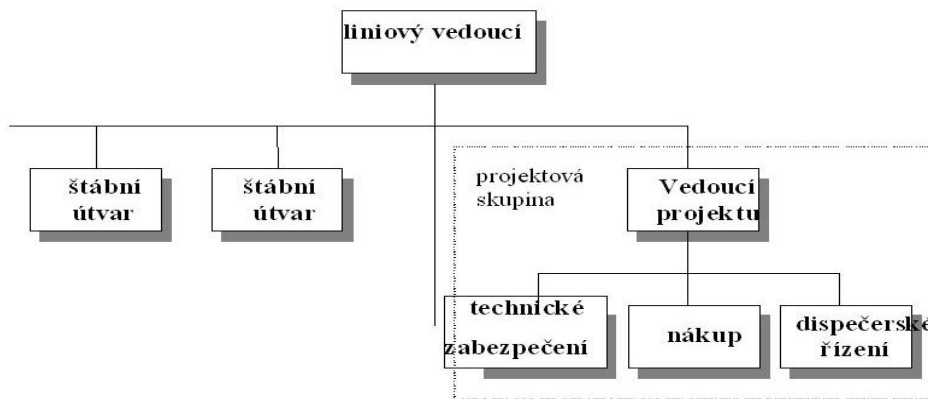 liniový vedoucí
štábní
útvar
štábní
útvar
projektová
skupina
Vedoucí
projektu
technické
zabezpečení
nákup
dispečerské
řízení